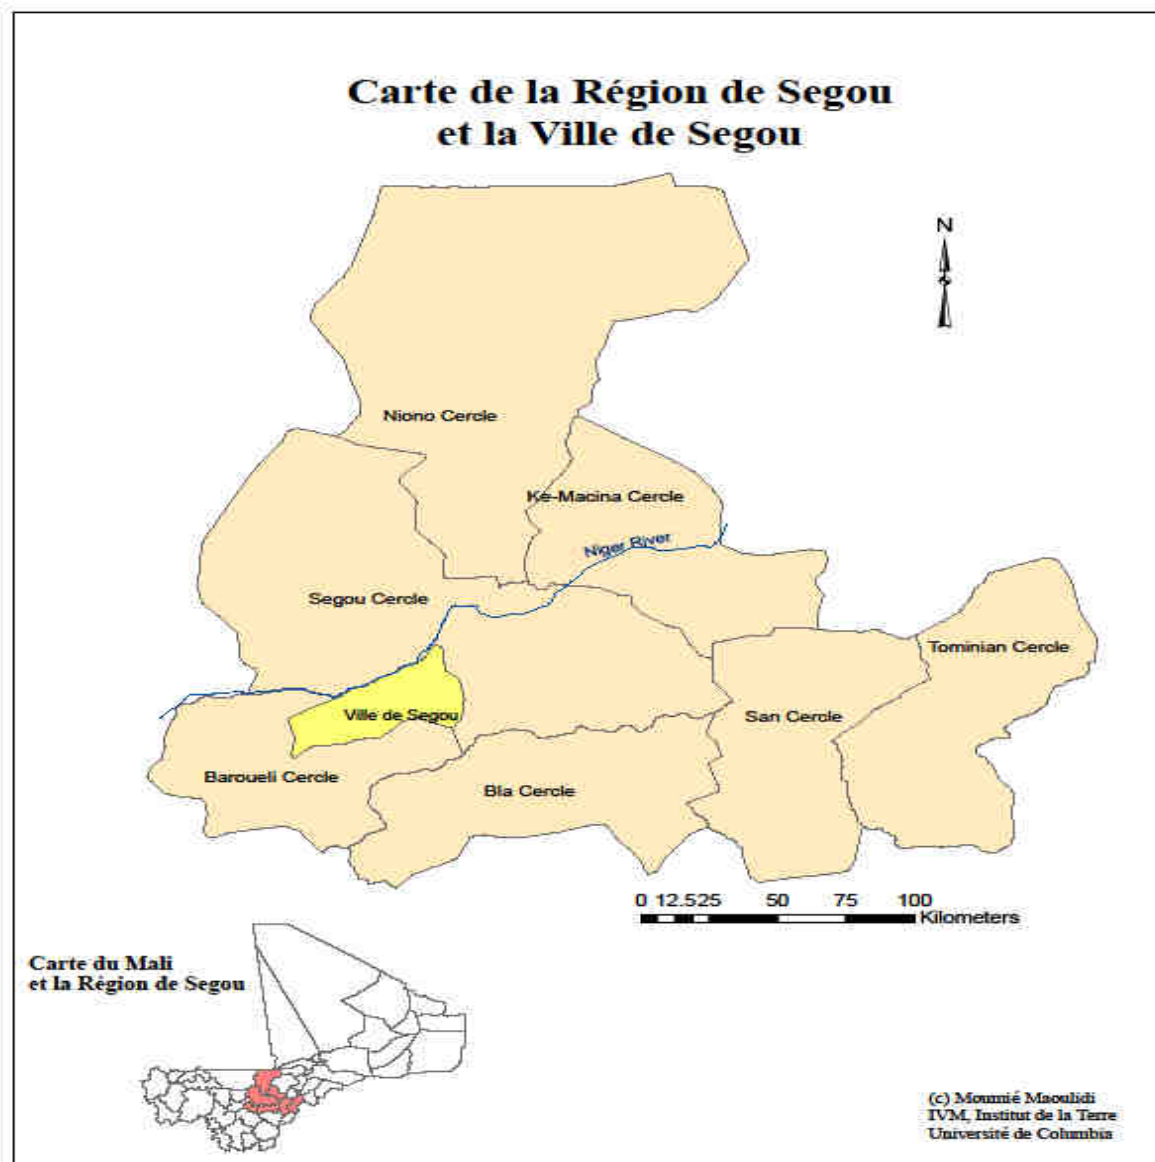 Carte de la Région de Segou
et la Ville de Segou
N
Niono Cercle
Ke-Macina Cercle
Niger River
Segou Cercle
Tominian Cercle
Ville de Segou
San Cercle
Baroueli Cercle
Bla Cercle
0 12.525 50 75 100
Kilometers
Carte du Mali
et la Région de Segou
(c) Moumié Maoulidi
IVM, Institut de la Terre
Université de Columbia